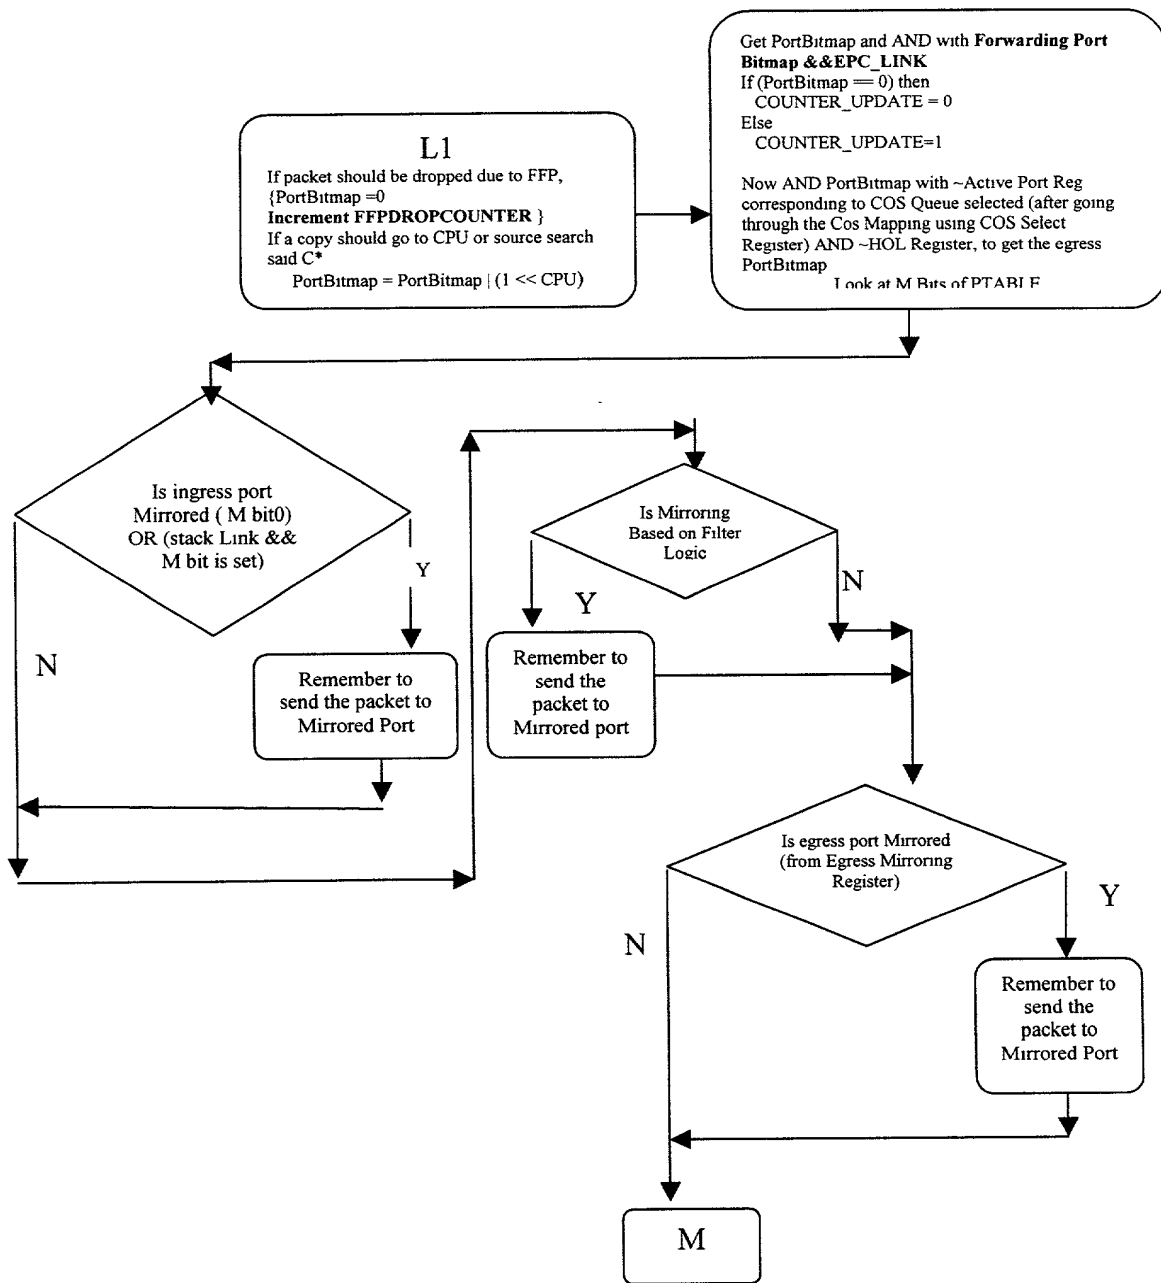 L1
If packet should be dropped due to FFP,
{PortBitmap =0
Increment FFPDROPCOUNTER }
If a copy should go to CPU or source search
said C*
PortBitmap = PortBitmap | (1 << CPU)
Get PortBitmap and AND with Forwarding Port
Bitmap &&EPC_LINK
If (PortBitmap == 0) then
COUNTER_UPDATE = 0
Else
COUNTER_UPDATE=1
Now AND PortBitmap with ~Active Port Reg
corresponding to COS Queue selected (after going
through the Cos Mapping using COS Select
Register) AND ~HOL Register, to get the egress
PortBitmap
Look at M Bits of PTABLE
Is ingress port
Mirrored ( M bit0)
OR (stack Link &&
M bit is set)
Y
N
Remember to
send the packet to
Mirrored Port
Is Mirroring
Based on Filter
Logic
Y
N
Remember to
send the
packet to
Mirrored port
Is egress port Mirrored
(from Egress Mirroring
Register)
N
Y
Remember to
send the
packet to
Mirrored Port
M